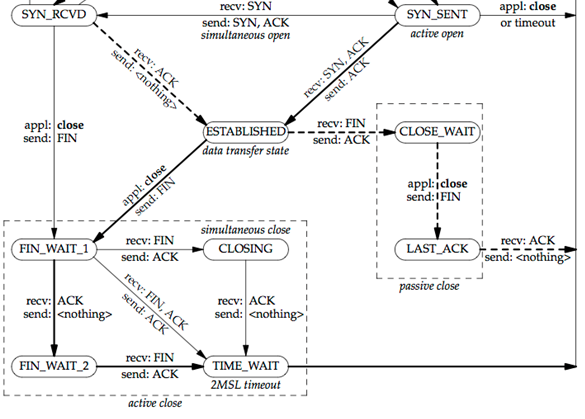 recv: SYN
SYN_RCVD
SYN_SENT
appl: close
send: SYN, ACK
or timeout
simultaneous open
active open
recv: ACK
send: <nothing>
recv: SYN, ACK
send: ACK
appl: close
send: FIN
ESTABLISHED
data transfer state
recv: FIN
send: ACK
CLOSE_WAIT
appl: close
send: FIN
appl: close
send: FIN
simultaneous close
FIN_WAIT_1
recv: FIN
send: ACK
CLOSING
LAST_ACK
recv: ACK
send: <nothing>
passive close
recv: ACK
send: <nothing>
recv: FIN, ACK
send: ACK
recv: ACK
send: <nothing>
FIN_WAIT_2
recv: FIN
send: ACK
TIME_WAIT
2MSL timeout
active close